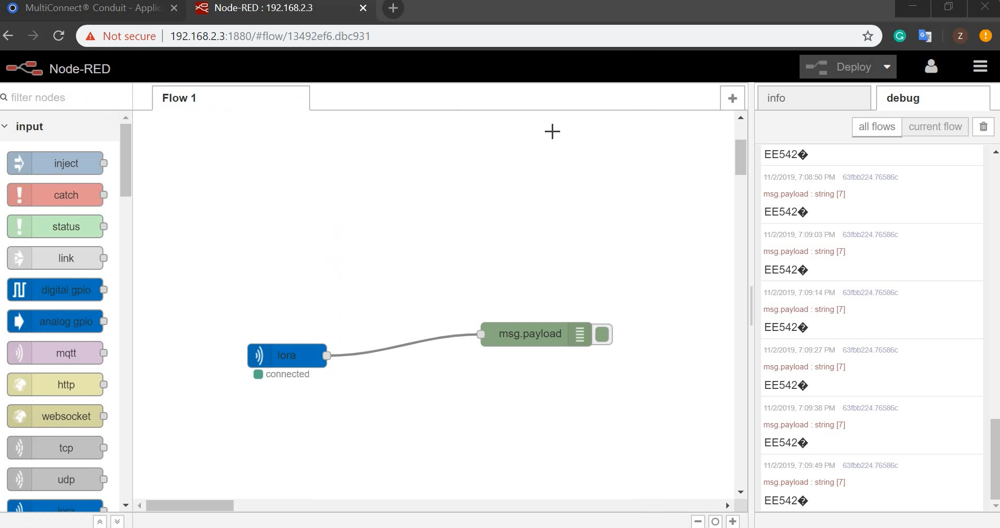 MultiConnect® Conduit - Applic
Node-RED : 192.168.2.3
Not secure
192.168.2.3:1880/#flow/13492ef6.dbc931
Z
Node-RED
Deploy
filter nodes
Flow 1
info
debug
input
all flows
current flow
inject
catch
status
link
digital gpio
analog gpio
mqtt
http
websocket
tcp
udp
lora
lora
connected
msg.payload
EE542�
11/2/2019, 7:08:50 PM 63fbb224.76586c
msg.payload : string [7]
EE542�
11/2/2019, 7:09:03 PM 63fbb224.76586c
msg.payload : string [7]
EE542�
11/2/2019, 7:09:14 PM 63fbb224.76586c
msg.payload : string [7]
EE542�
11/2/2019, 7:09:27 PM 63fbb224.76586c
msg.payload : string [7]
EE542�
11/2/2019, 7:09:38 PM 63fbb224.76586c
msg.payload : string [7]
EE542�
11/2/2019, 7:09:49 PM 63fbb224.76586c
msg.payload : string [7]
EE542�